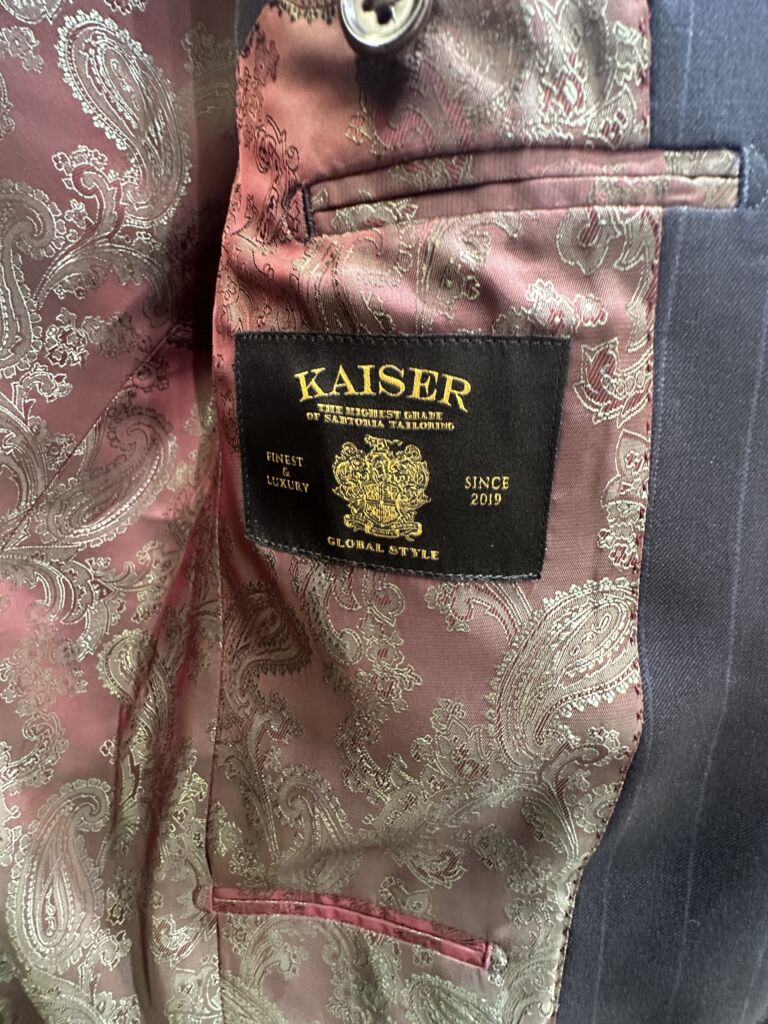 KAISER
THE HIGHEST GRADE
OF SARTORIA TAILORING
FINEST
&
LUXURY
SINCE
2019
GLOBAL STYLE